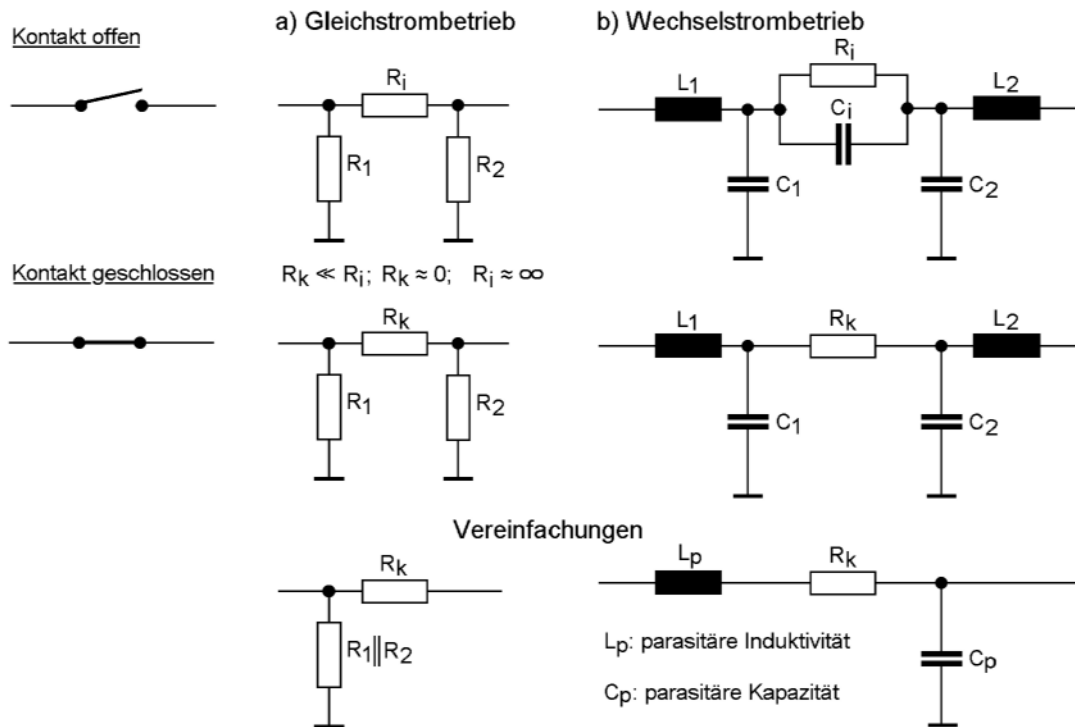 a) Gleichstrombetrieb
b) Wechselstrombetrieb
Kontakt offen
Ri
R1
R2
Ri
L1
L2
Ci
C1
C2
Kontakt geschlossen
Rk ≪ Ri; Rk ≈ 0; Ri ≈ ∞
Rk
R1
R2
L1
Rk
L2
C1
C2
Vereinfachungen
Rk
R1||R2
Lp
Rk
Lp: parasitäre Induktivität
Cp
Cp: parasitäre Kapazität